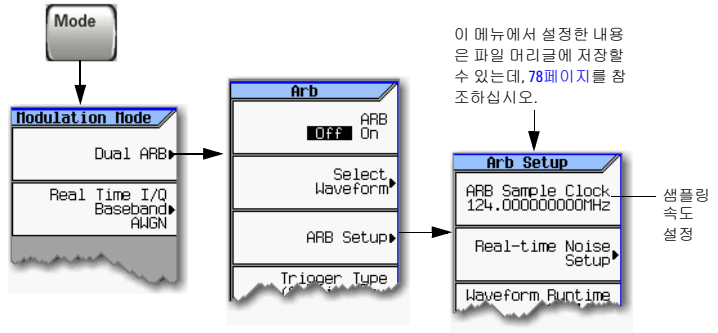 Mode
이 메뉴에서 설정한 내용
은 파일 머리글에 저장할
수 있는데, 78페이지를 참
조하십시오.
Modulation Mode
Dual ARB
Real Time I/Q
Baseband
AWGN
Arb
ARB
Off On
Select
Waveform
ARB Setup
Trigger Type
Arb Setup
ARB Sample Clock
124.000000000MHz
Real-time Noise
Setup
Waveform Runtime
샘플링
속도
설정